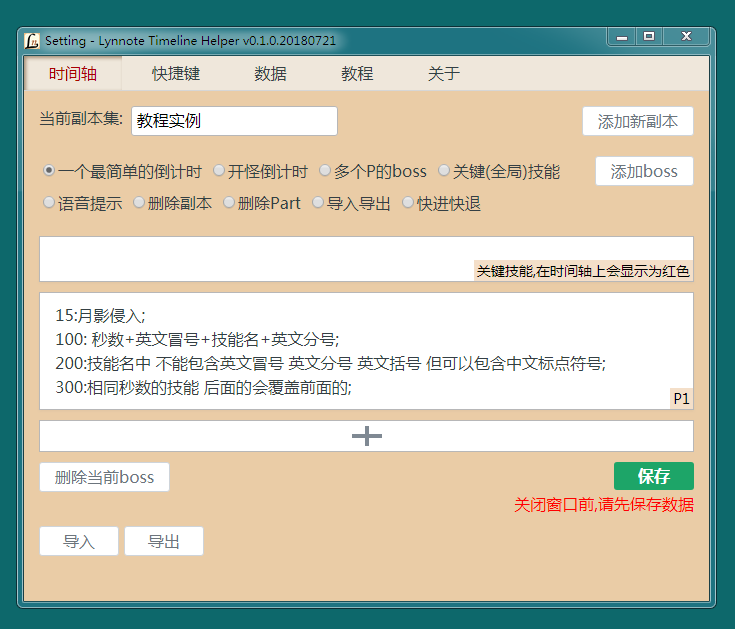 Setting - Lynnote Timeline Helper v0.1.0.20180721
时间轴 快捷键 数据 教程 关于
当前副本集: 教程实例 添加新副本
一个最简单的倒计时 开怪倒计时 多个P的boss 关键(全局)技能 添加boss
语音提示 删除副本 删除Part 导入导出 快进快退
关键技能,在时间轴上会显示为红色
15:月影侵入;
100: 秒数+英文冒号+技能名+英文分号;
200:技能名中 不能包含英文冒号 英文分号 英文括号 但可以包含中文标点符号;
300:相同秒数的技能 后面的会覆盖前面的;
P1
删除当前boss 保存
关闭窗口前,请先保存数据
导入 导出